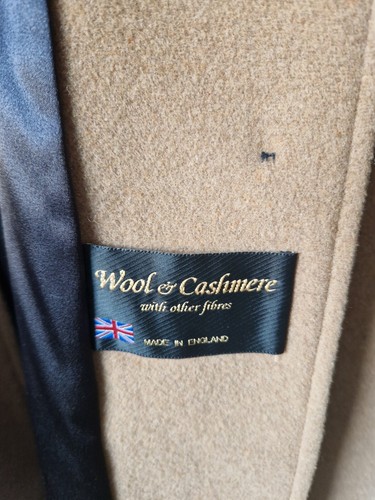 Wool & Cashmere
with other fibres
MADE IN ENGLAND